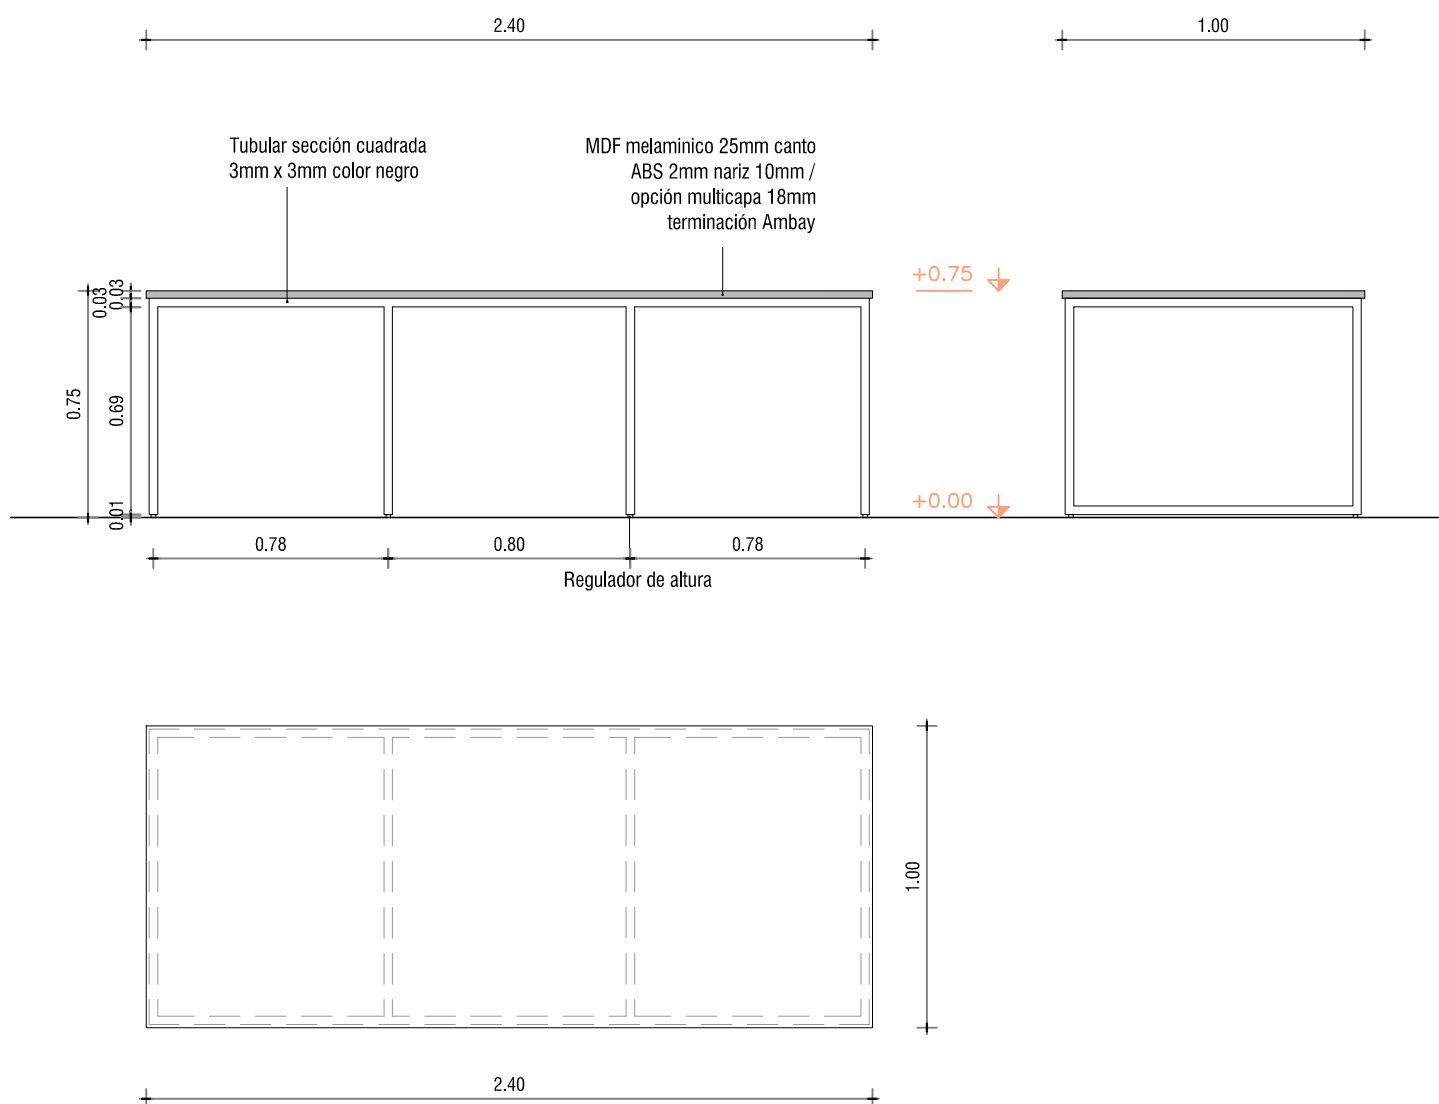 2.40
1.00
Tubular sección cuadrada
3mm x 3mm color negro
MDF melaminico 25mm canto
ABS 2mm nariz 10mm /
opción multicapa 18mm
terminación Ambay
+0.75
0.03
0.03
0.75
0.69
0.01
+0.00
0.78
0.80
0.78
Regulador de altura
1.00
2.40